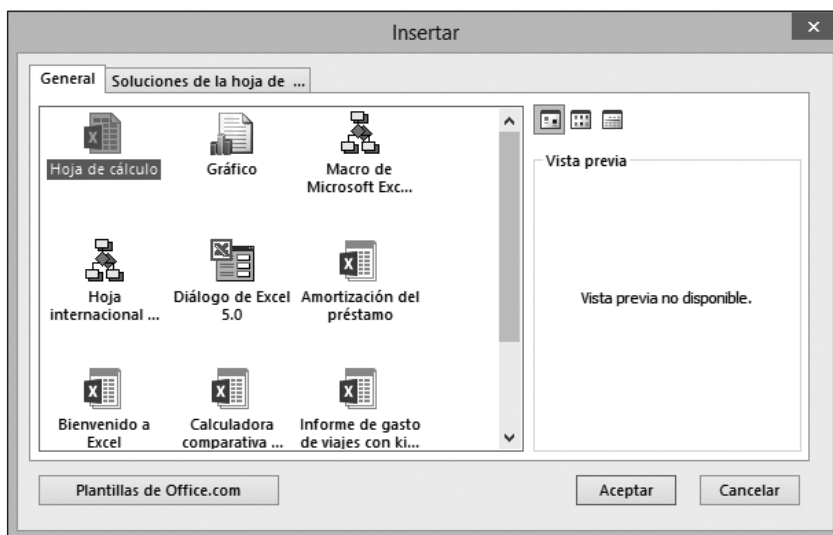 Insertar
General
Soluciones de la hoja de ...
Hoja de cálculo
Gráfico
Macro de
Microsoft Exc...
Hoja
internacional ...
Diálogo de Excel
5.0
Amortización del
préstamo
Bienvenido a
Excel
Calculadora
comparativa ...
Informe de gasto
de viajes con ki...
Vista previa
Vista previa no disponible.
Plantillas de Office.com
Aceptar
Cancelar